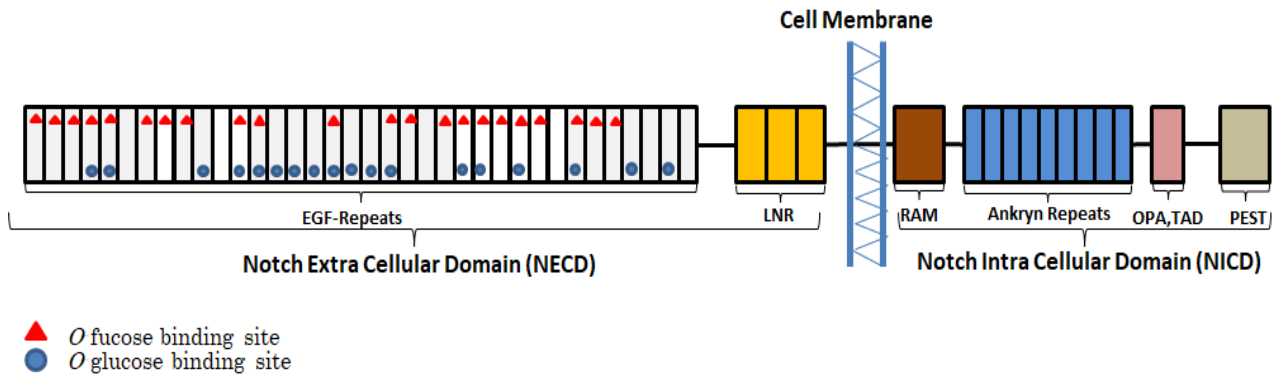 Cell Membrane
EGF-Repeats
LNR
RAM
Ankryn Repeats
OPA,TAD
PEST
Notch Extra Cellular Domain (NECD)
Notch Intra Cellular Domain (NICD)
O fucose binding site
O glucose binding site